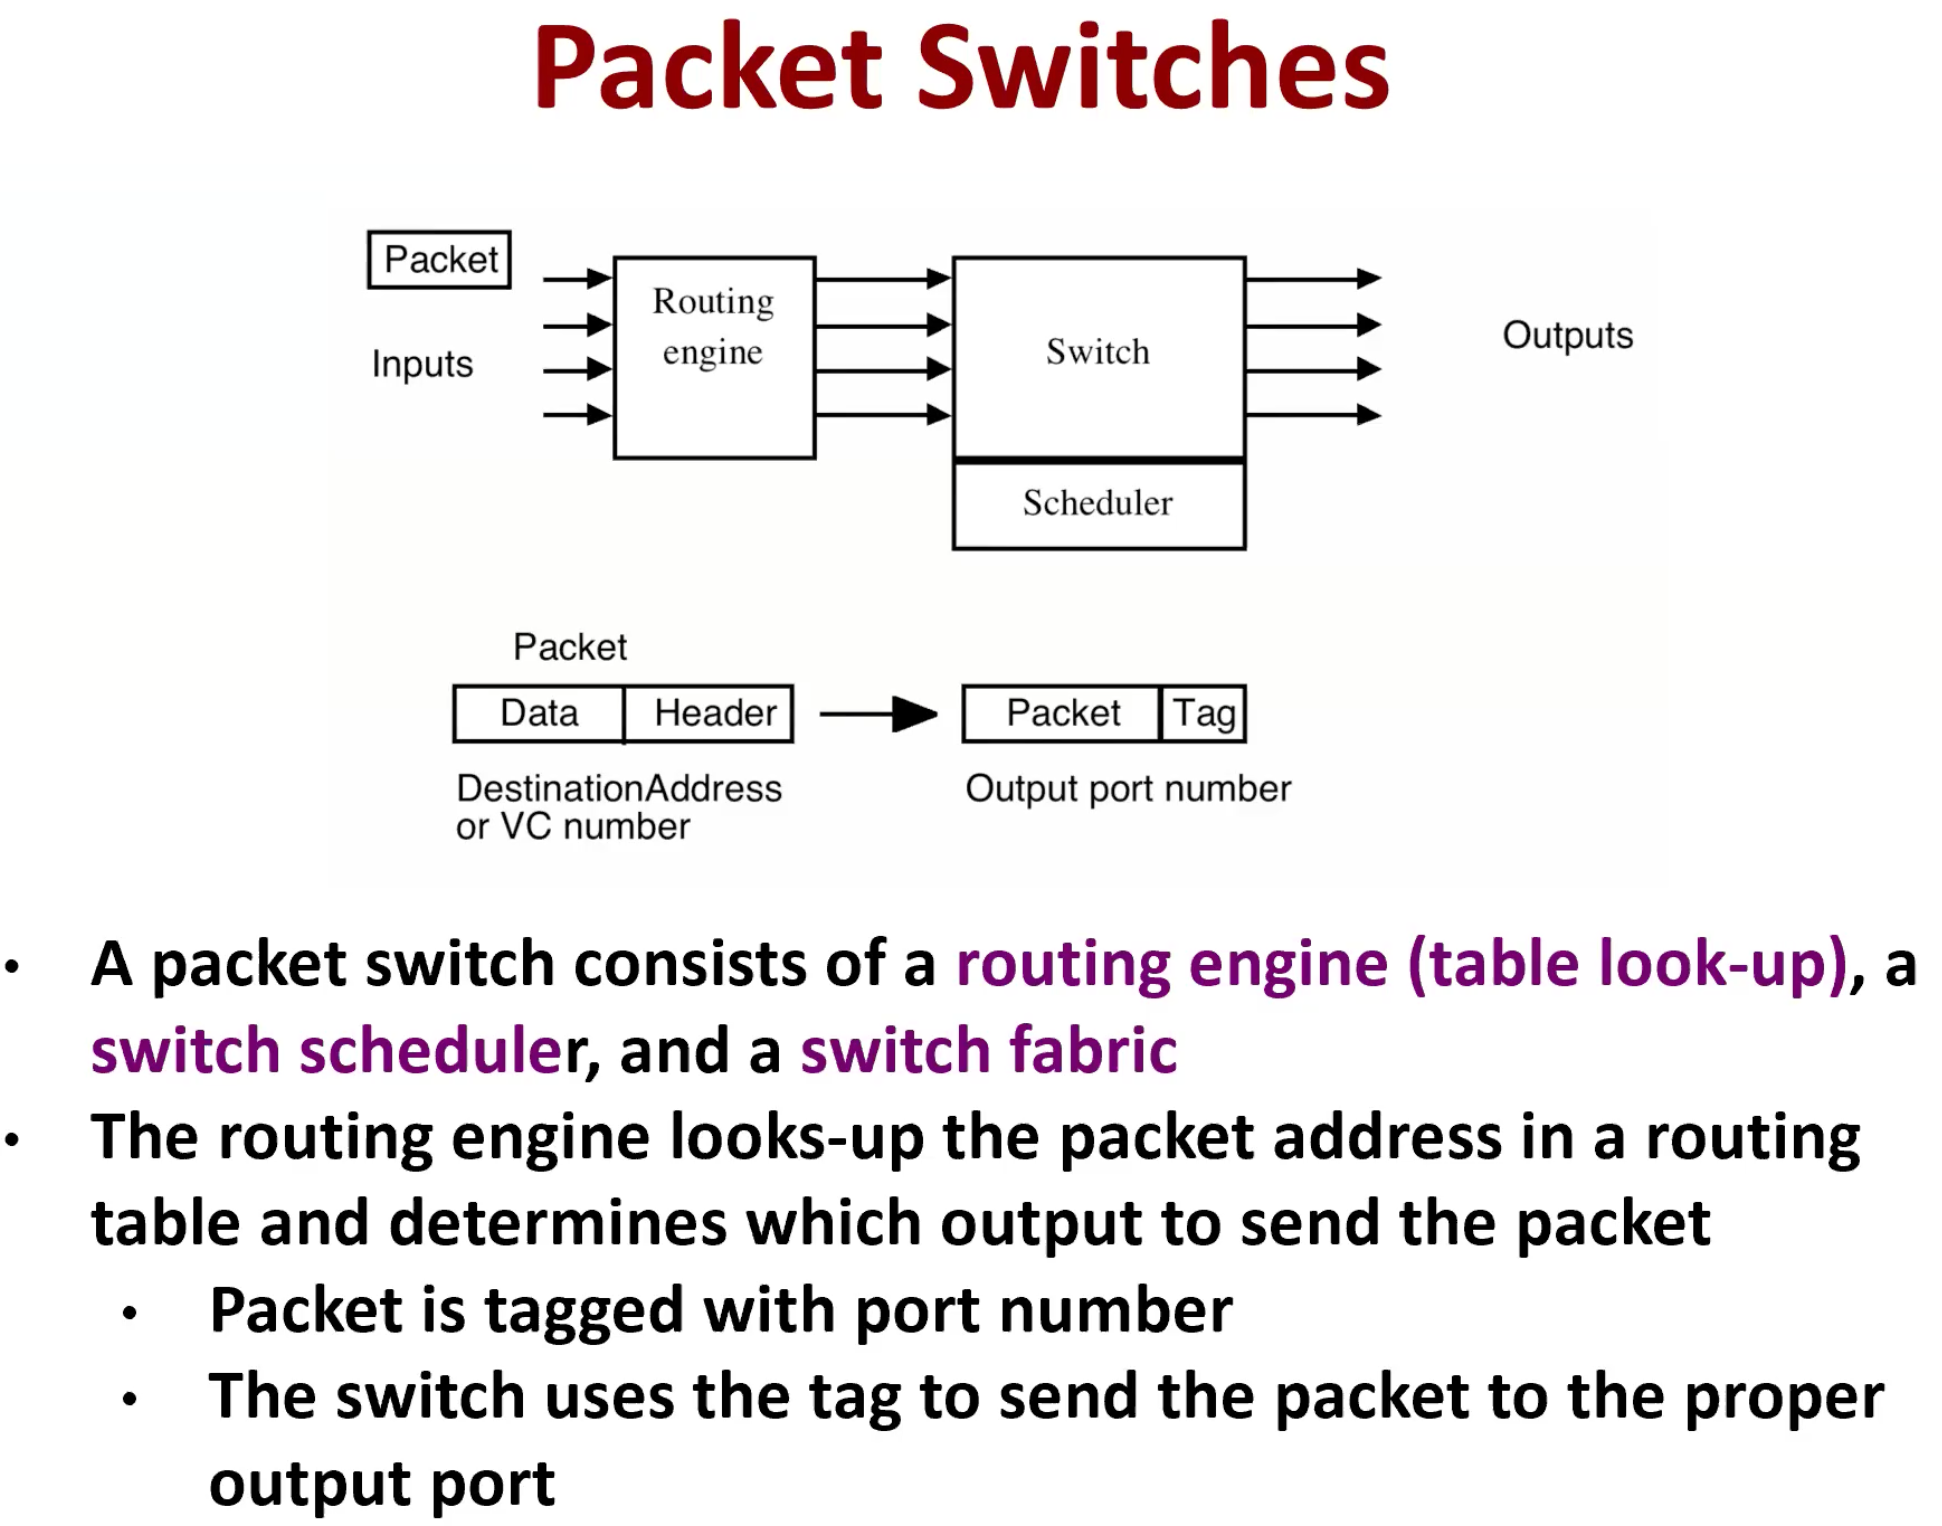 Packet Switches
Packet
Inputs
Routing
engine
Switch
Scheduler
Outputs
Packet
Data
Header
Packet
Tag
DestinationAddress
or VC number
Output port number
• A packet switch consists of a routing engine (table look-up), a
switch scheduler, and a switch fabric
• The routing engine looks-up the packet address in a routing
table and determines which output to send the packet
• Packet is tagged with port number
• The switch uses the tag to send the packet to the proper
output port